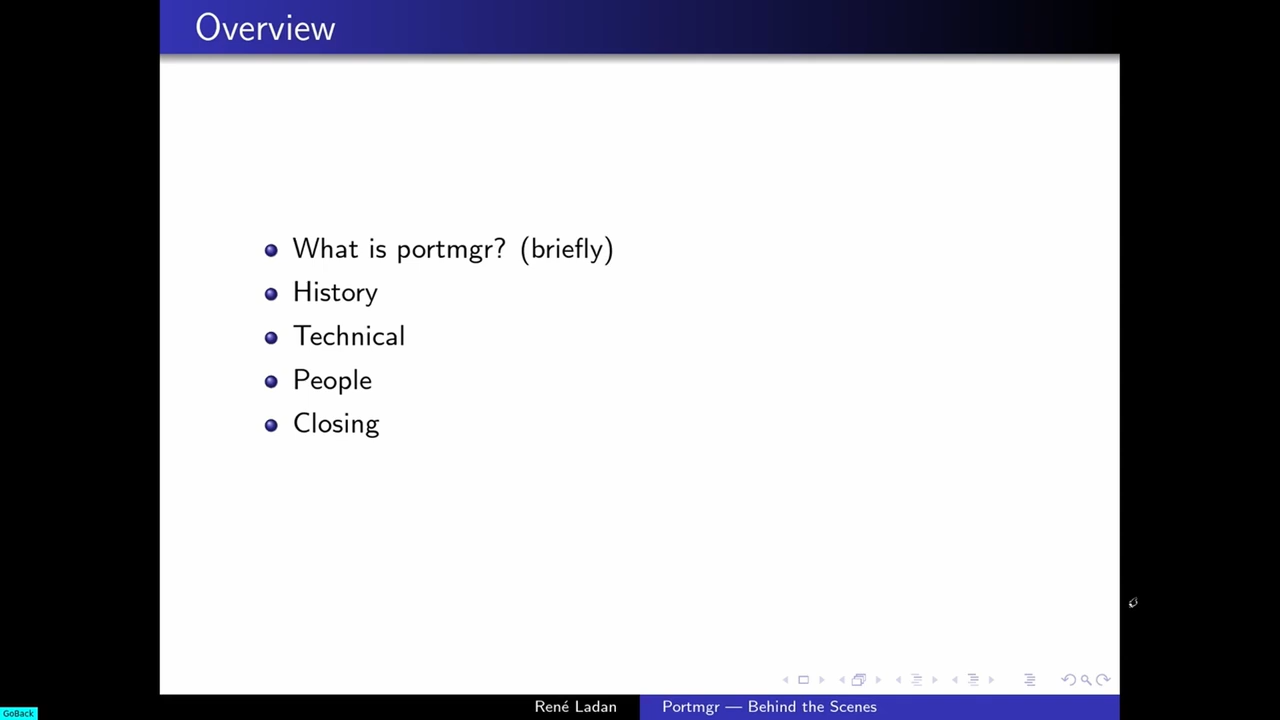 Overview
What is portmgr? (briefly)
History
Technical
People
Closing
GoBack
René Ladan
Portmgr — Behind the Scenes